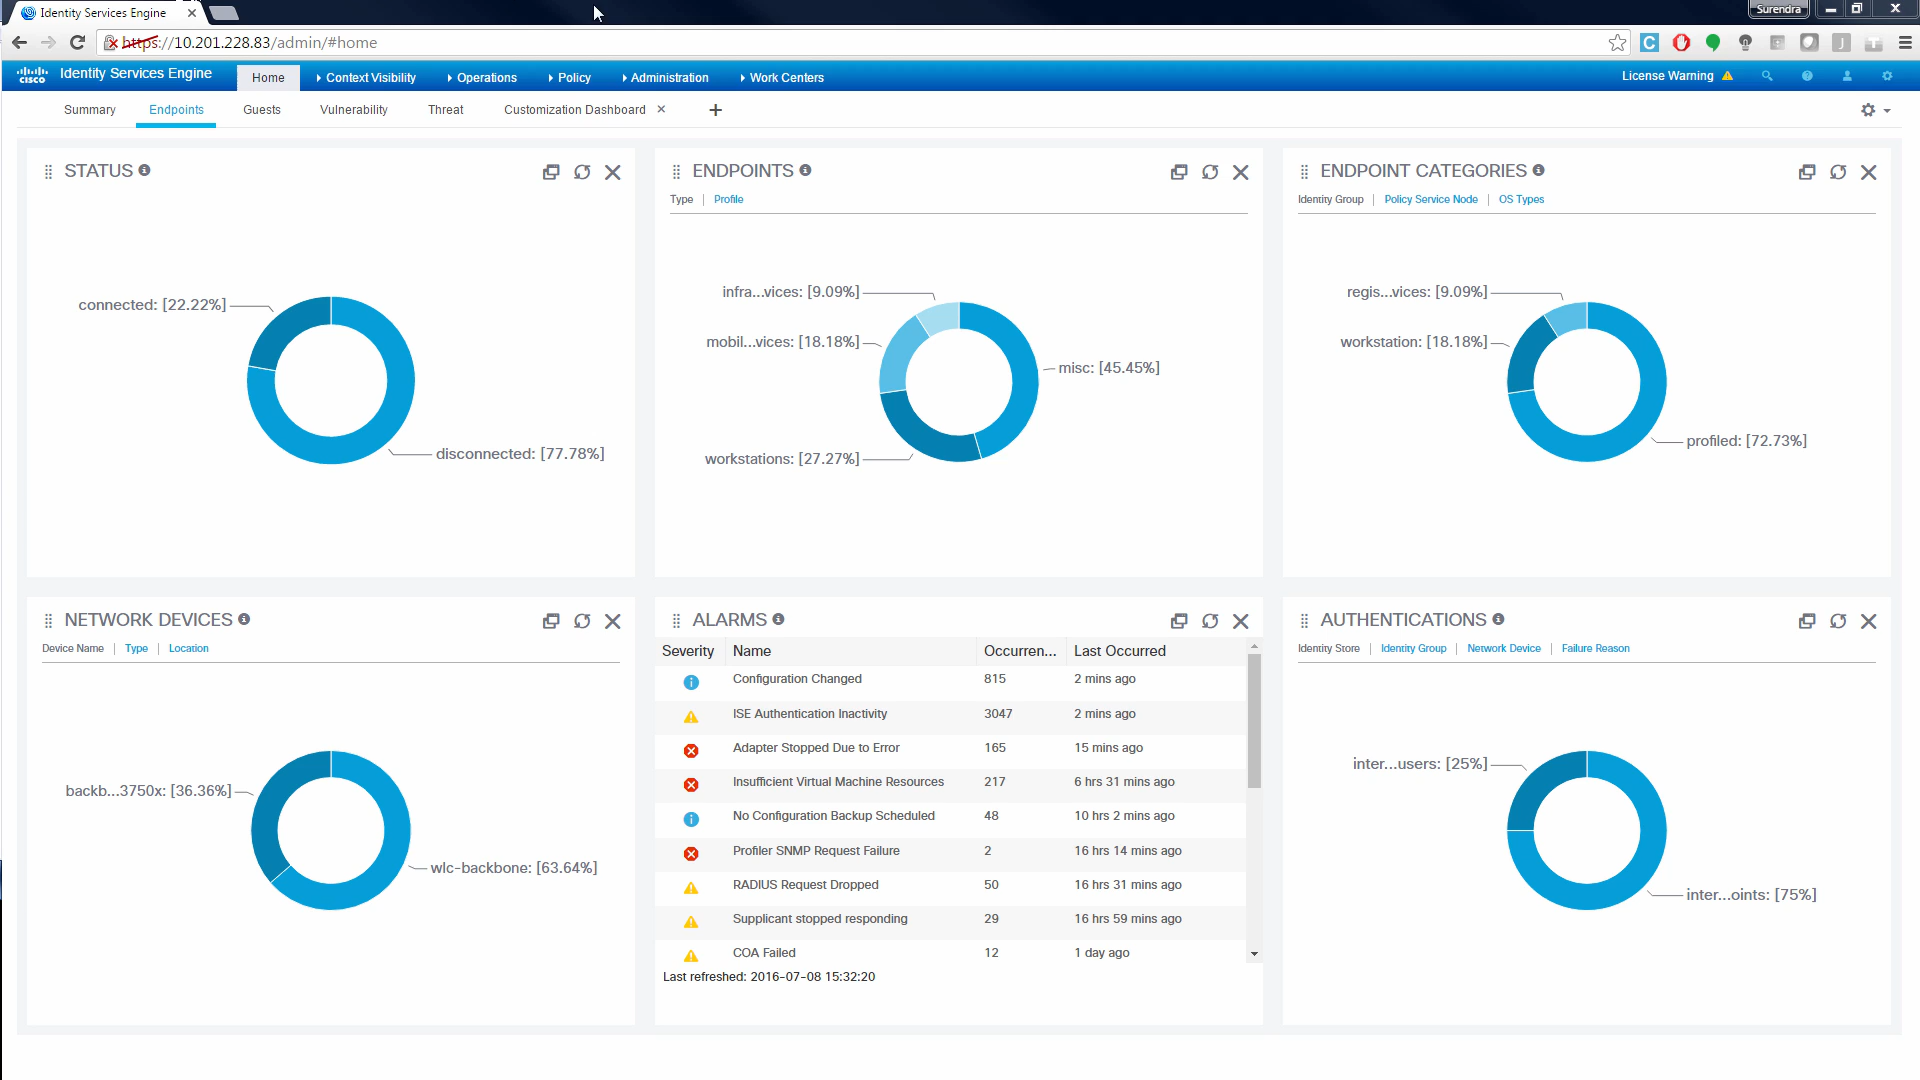 Identity Services Engine
Surendra
https://10.201.228.83/admin/#home
CISCO Identity Services Engine Home Context Visibility Operations Policy Administration Work Centers License Warning
Summary Endpoints Guests Vulnerability Threat Customization Dashboard
STATUS
connected: [22.22%]
disconnected: [77.78%]
ENDPOINTS
Type Profile
infra...vices: [9.09%]
mobil...vices: [18.18%]
misc: [45.45%]
workstations: [27.27%]
ENDPOINT CATEGORIES
Identity Group Policy Service Node OS Types
regis...vices: [9.09%]
workstation: [18.18%]
profiled: [72.73%]
NETWORK DEVICES
Device Name Type Location
backb...3750x: [36.36%]
wlc-backbone: [63.64%]
ALARMS
Severity Name Occurren... Last Occurred
Configuration Changed 815 2 mins ago
ISE Authentication Inactivity 3047 2 mins ago
Adapter Stopped Due to Error 165 15 mins ago
Insufficient Virtual Machine Resources 217 6 hrs 31 mins ago
No Configuration Backup Scheduled 48 10 hrs 2 mins ago
Profiler SNMP Request Failure 2 16 hrs 14 mins ago
RADIUS Request Dropped 50 16 hrs 31 mins ago
Supplicant stopped responding 29 16 hrs 59 mins ago
COA Failed 12 1 day ago
Last refreshed: 2016-07-08 15:32:20
AUTHENTICATIONS
Identity Store Identity Group Network Device Failure Reason
inter...users: [25%]
inter...oints: [75%]